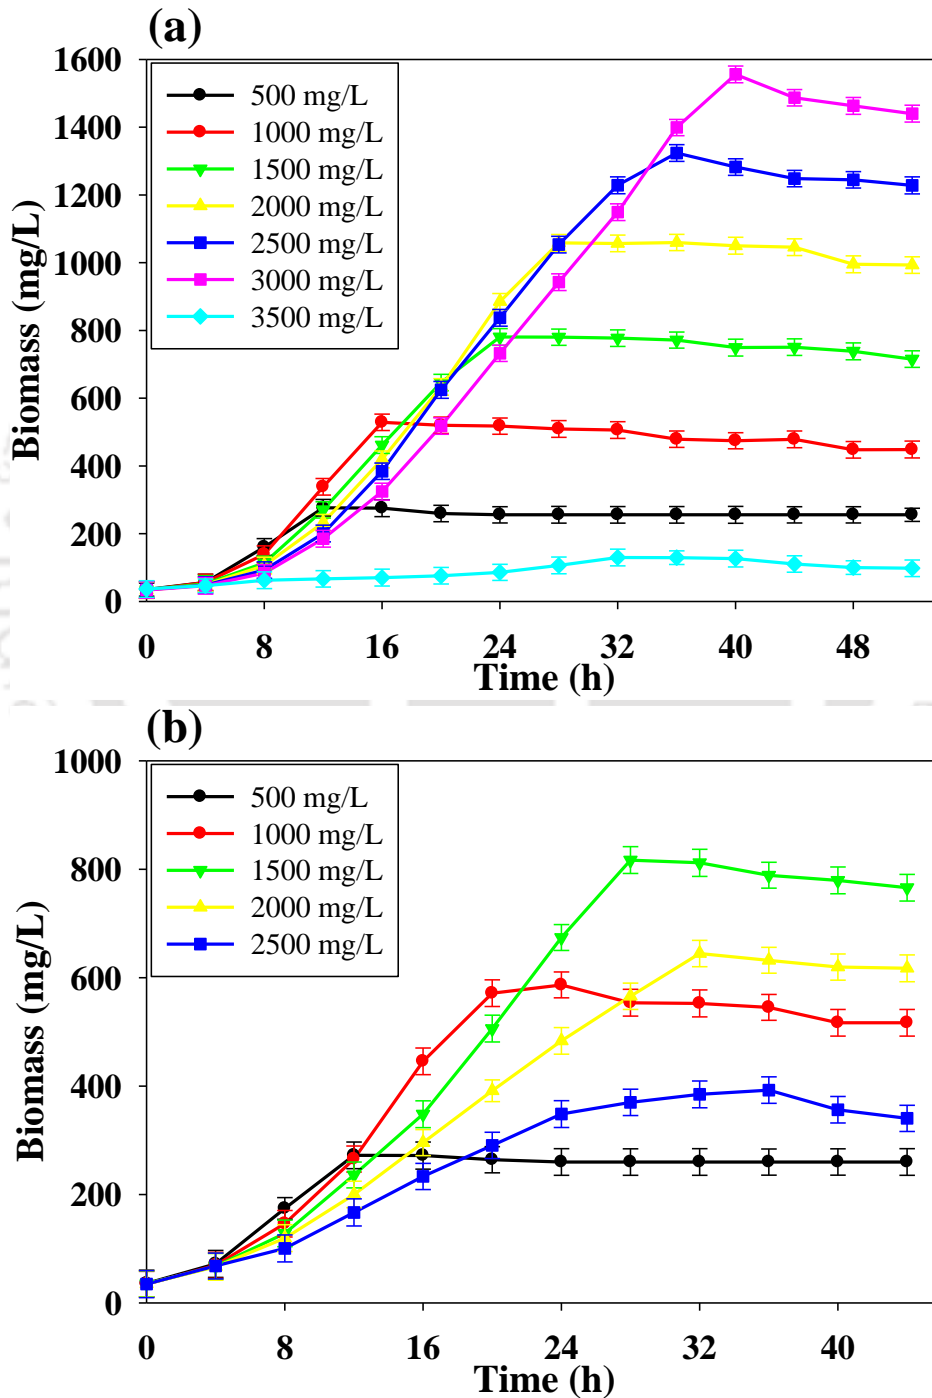 (a)
1600
1400
1200
1000
800
600
400
200
0
Biomass (mg/L)
500 mg/L
1000 mg/L
1500 mg/L
2000 mg/L
2500 mg/L
3000 mg/L
3500 mg/L
0 8 16 24 32 40 48
Time (h)
(b)
1000
800
600
400
200
0
Biomass (mg/L)
500 mg/L
1000 mg/L
1500 mg/L
2000 mg/L
2500 mg/L
0 8 16 24 32 40
Time (h)